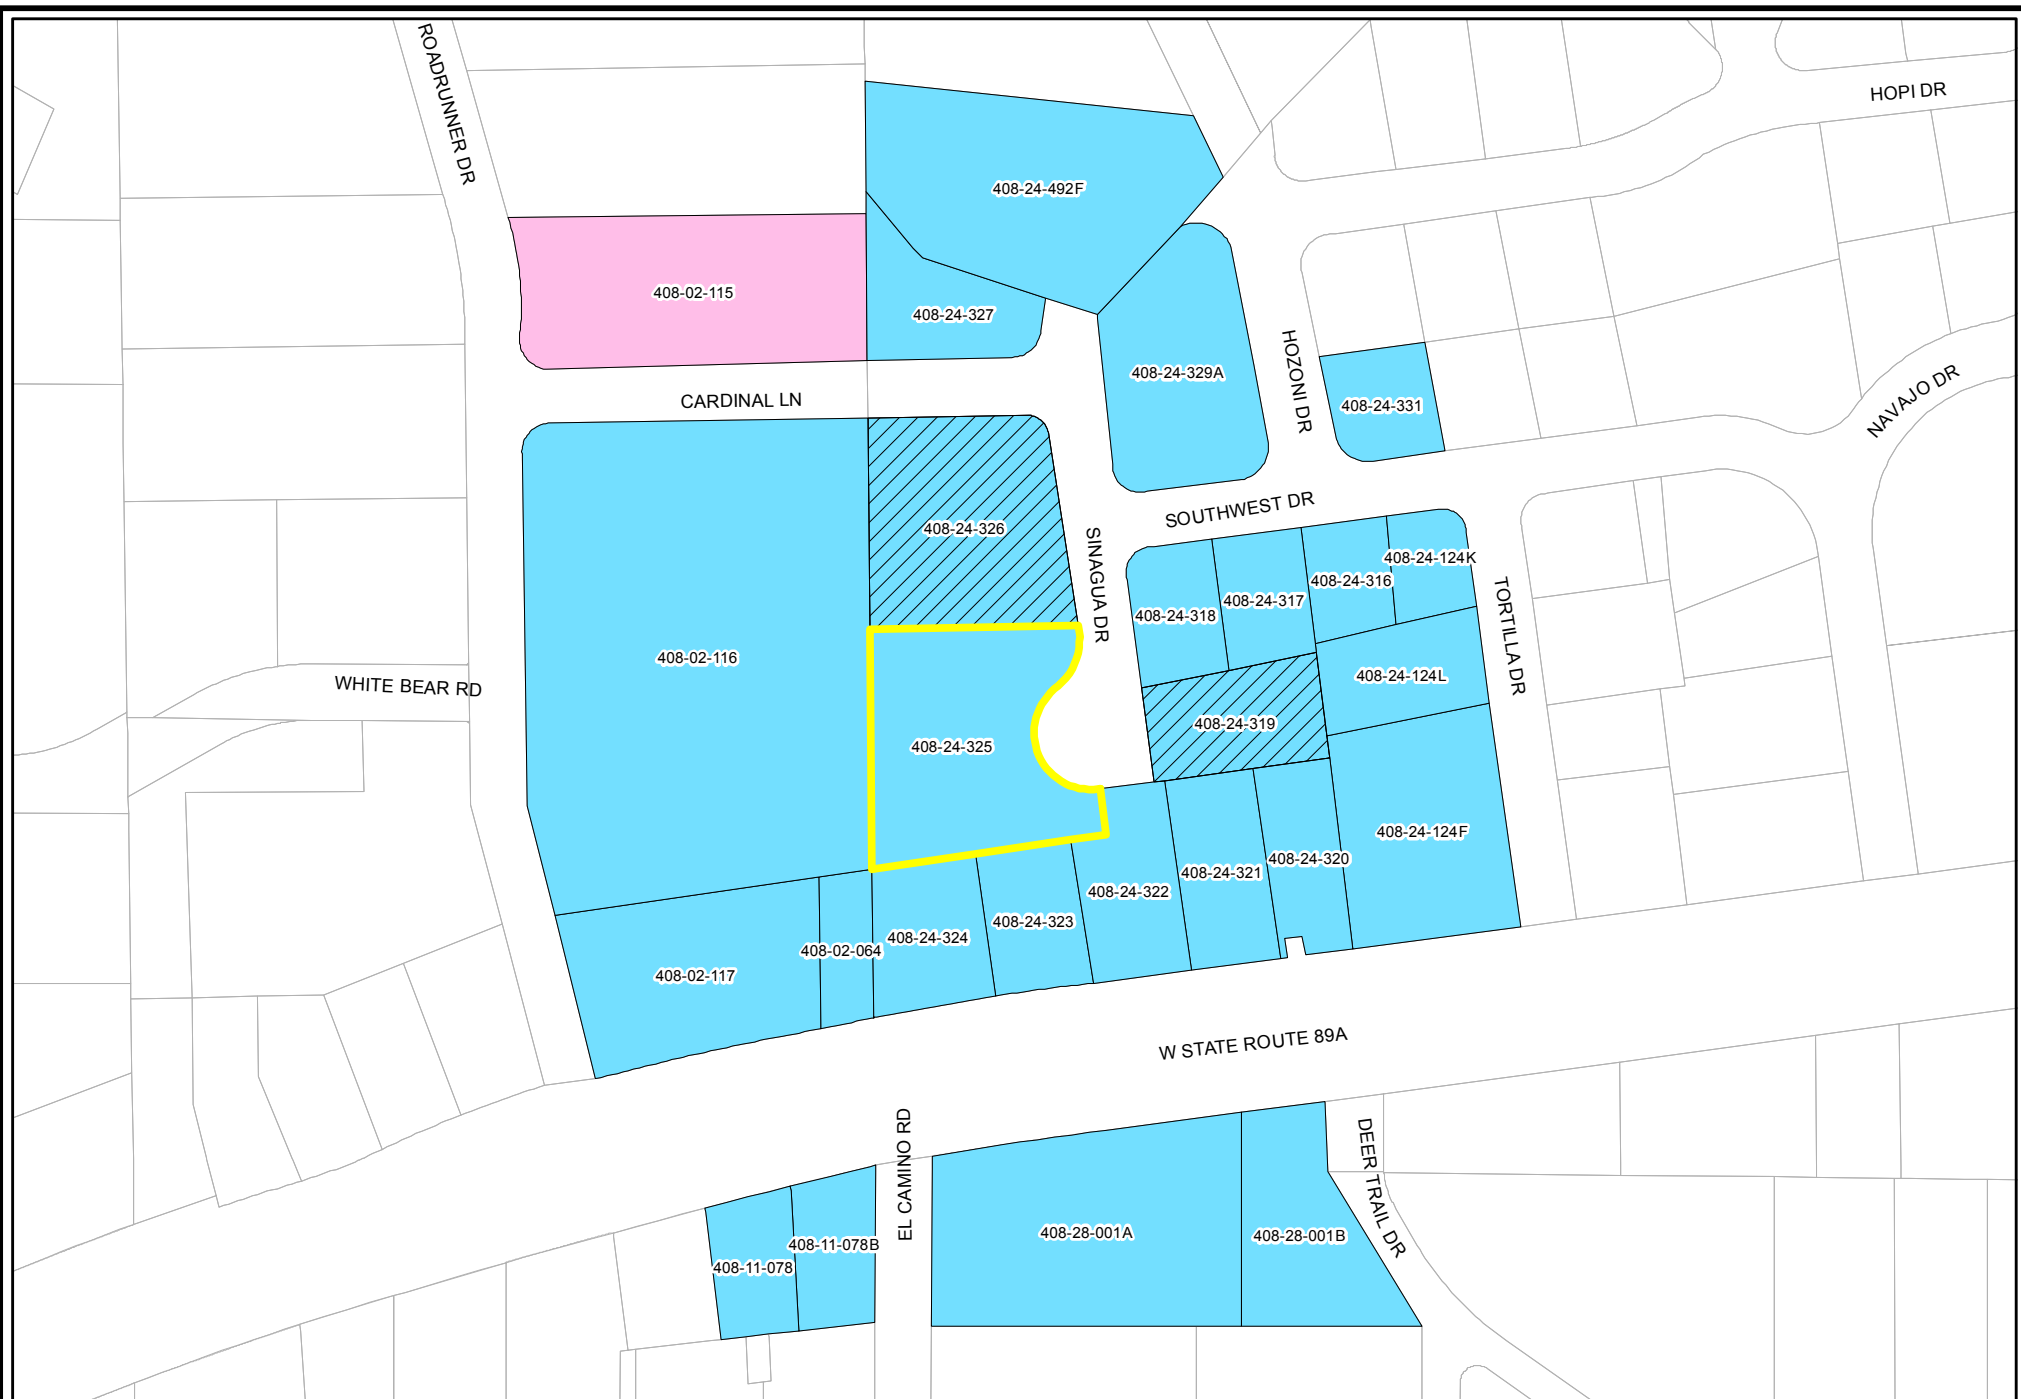 ROADRUNNER DR
HOPI DR
408-24-492F
408-02-115
408-24-327
408-24-329A
HOZONI DR
408-24-331
NAVAJO DR
CARDINAL LN
408-24-326
SOUTHWEST DR
SINAGUA DR
408-24-124K
408-24-316
408-24-317
408-24-318
TORTILLA DR
408-02-116
408-24-124L
WHITE BEAR RD
408-24-319
408-24-325
408-24-124F
408-24-320
408-24-321
408-24-322
408-24-323
408-24-324
408-02-064
408-02-117
W STATE ROUTE 89A
EL CAMINO RD
DEER TRAIL DR
408-28-001A
408-28-001B
408-11-078B
408-11-078